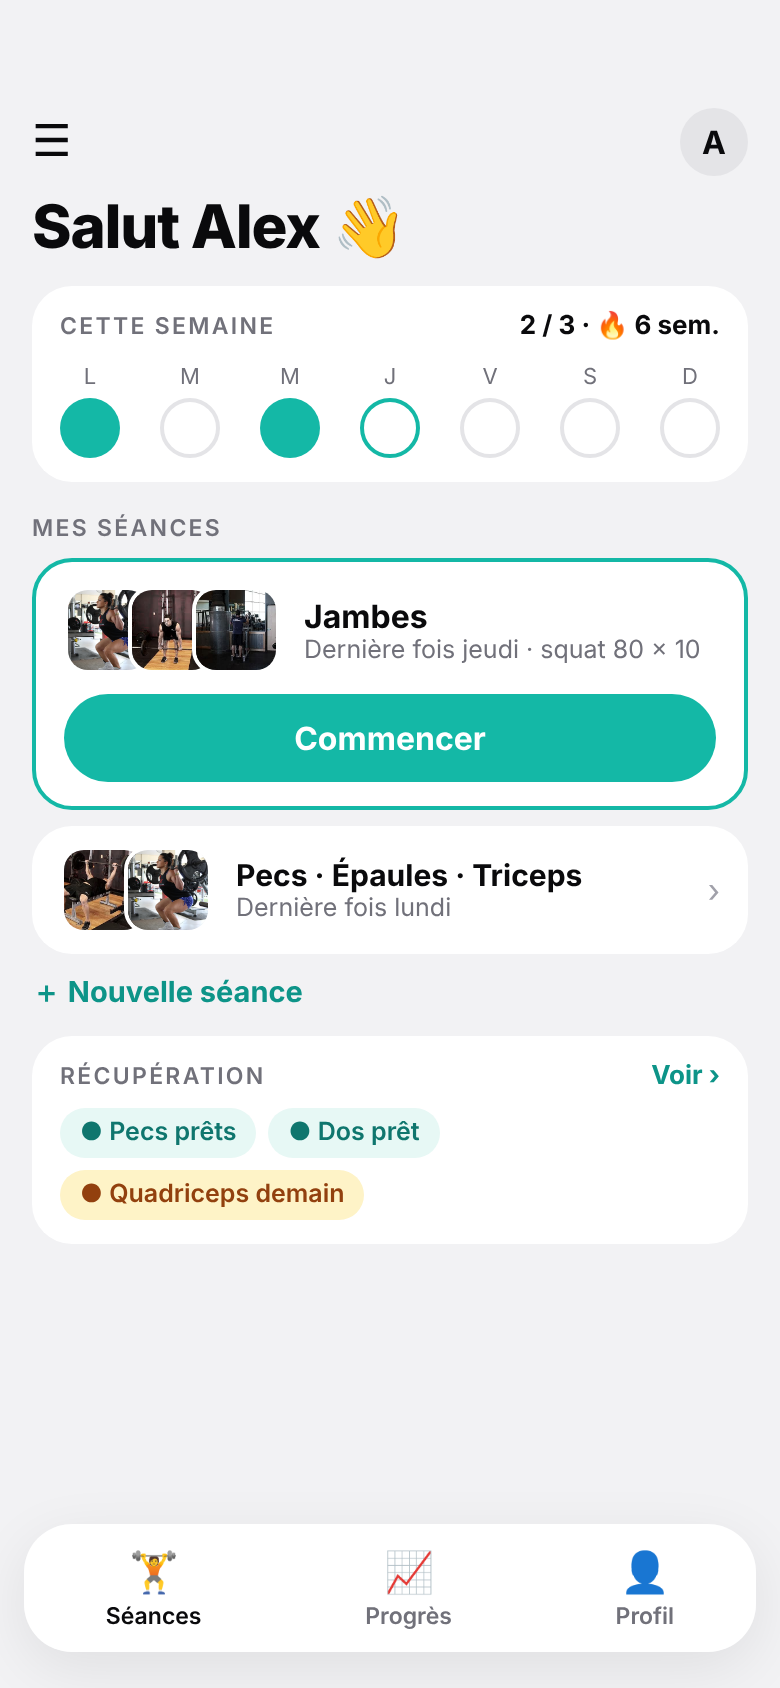 ☰
A
Salut Alex 👋
CETTE SEMAINE
2 / 3 · 🔥 6 sem.
L M M J V S D
MES SÉANCES
Jambes
Dernière fois jeudi · squat 80 × 10
Commencer
Pecs · Épaules · Triceps
Dernière fois lundi
›
+ Nouvelle séance
RÉCUPÉRATION
Voir ›
● Pecs prêts
● Dos prêt
● Quadriceps demain
Séances
Progrès
Profil